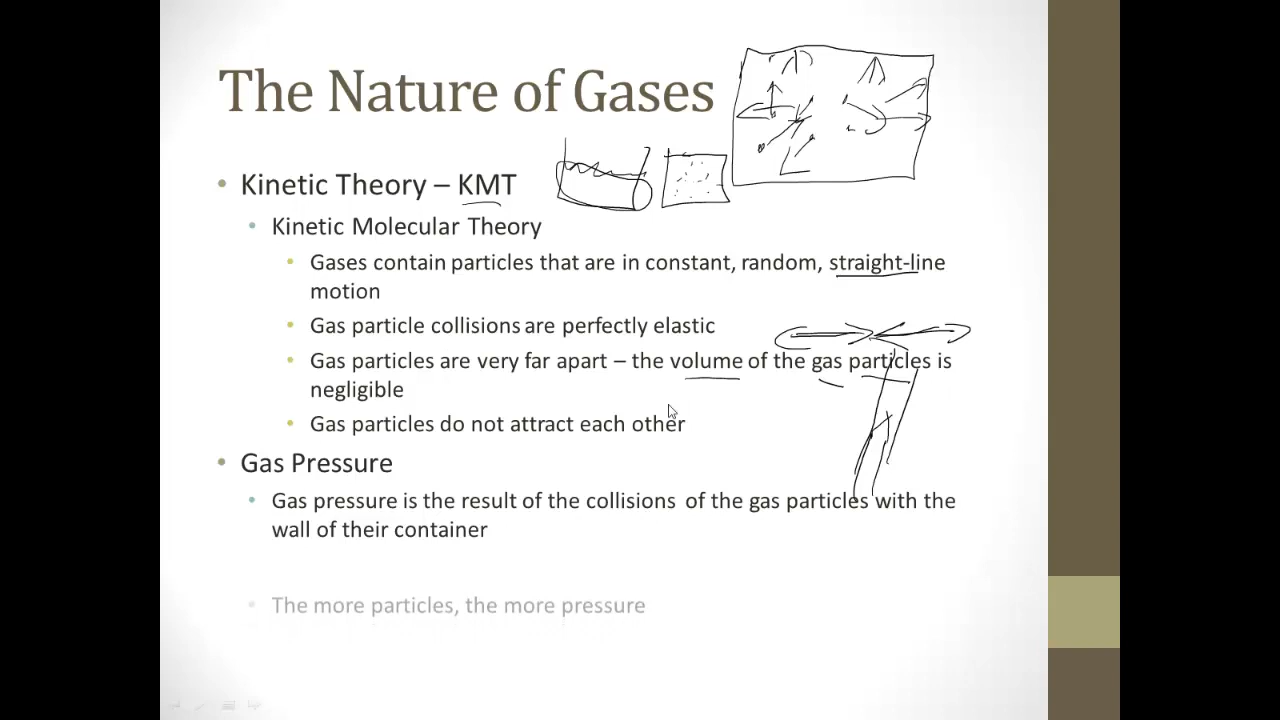 The Nature of Gases
• Kinetic Theory – KMT
• Kinetic Molecular Theory
• Gases contain particles that are in constant, random, straight-line
motion
• Gas particle collisions are perfectly elastic
• Gas particles are very far apart – the volume of the gas particles is
negligible
• Gas particles do not attract each other
• Gas Pressure
• Gas pressure is the result of the collisions of the gas particles with the
wall of their container
• The more particles, the more pressure